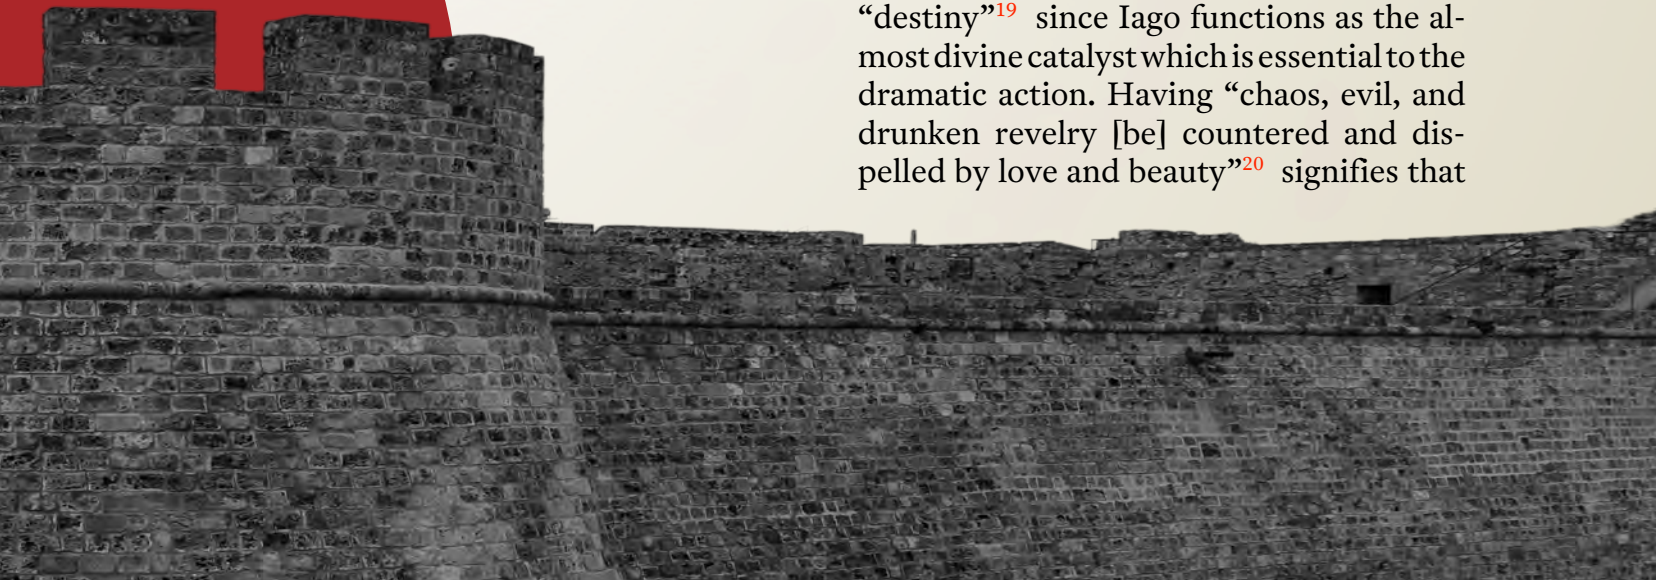 “destiny”19 since Iago functions as the al-
most divine catalyst which is essential to the
dramatic action. Having “chaos, evil, and
drunken revelry [be] countered and dis-
pelled by love and beauty”20 signifies that